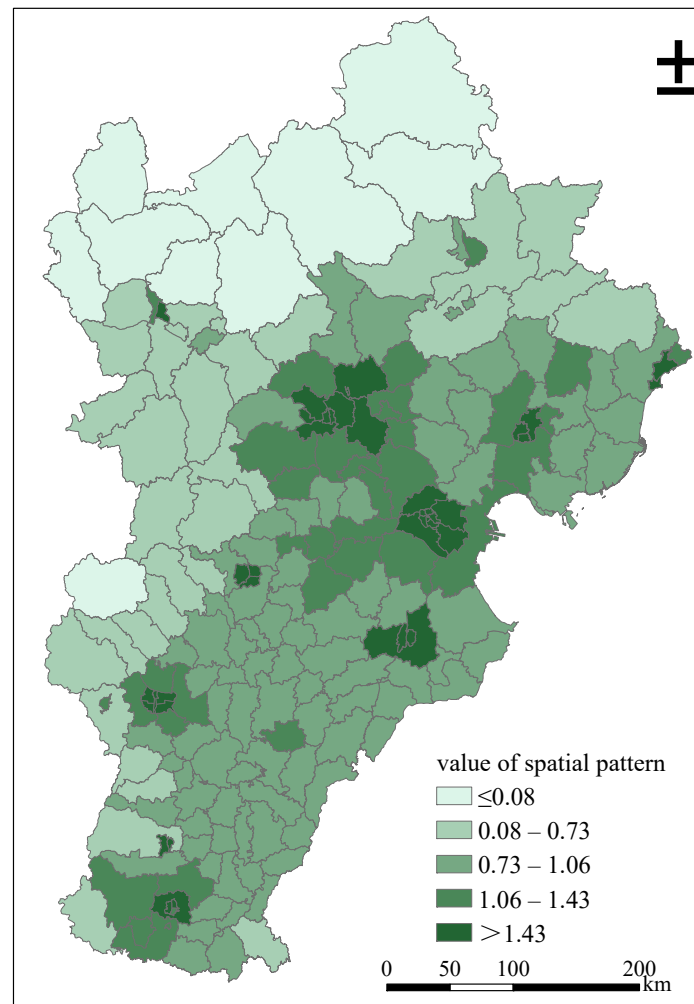 value of spatial pattern
≤0.08
0.08 – 0.73
0.73 – 1.06
1.06 – 1.43
>1.43
0 50 100 200
km